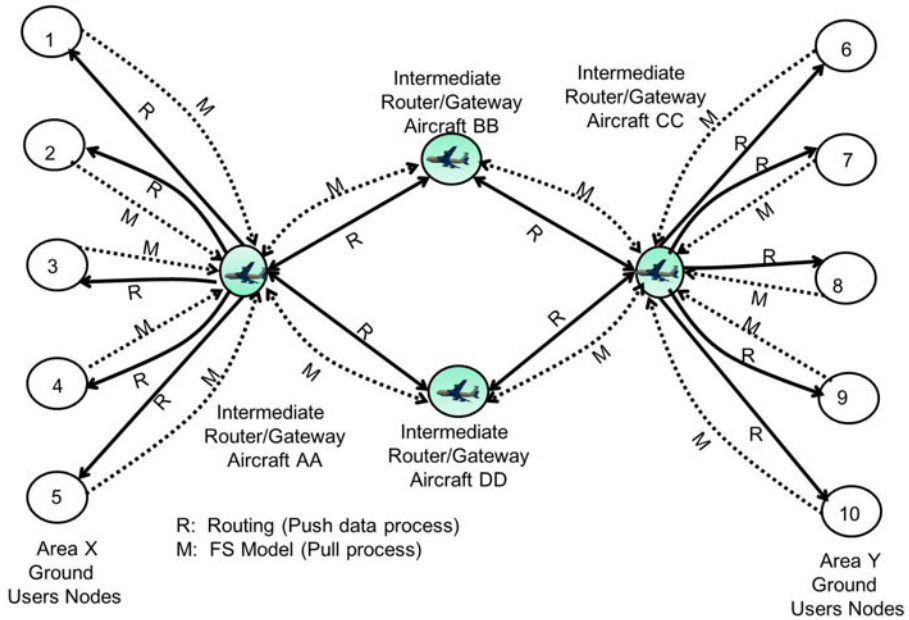 1
2
3
4
5
6
7
8
9
10
R
M
R
M
M
R
M
R
M
R
M
R
M
R
R
M
R
M
M
R
R
M
R
M
M
R
R
M
Intermediate
Router/Gateway
Aircraft BB
Intermediate
Router/Gateway
Aircraft CC
Intermediate
Router/Gateway
Aircraft AA
Intermediate
Router/Gateway
Aircraft DD
R: Routing (Push data process)
M: FS Model (Pull process)
Area X
Ground
Users Nodes
Area Y
Ground
Users Nodes